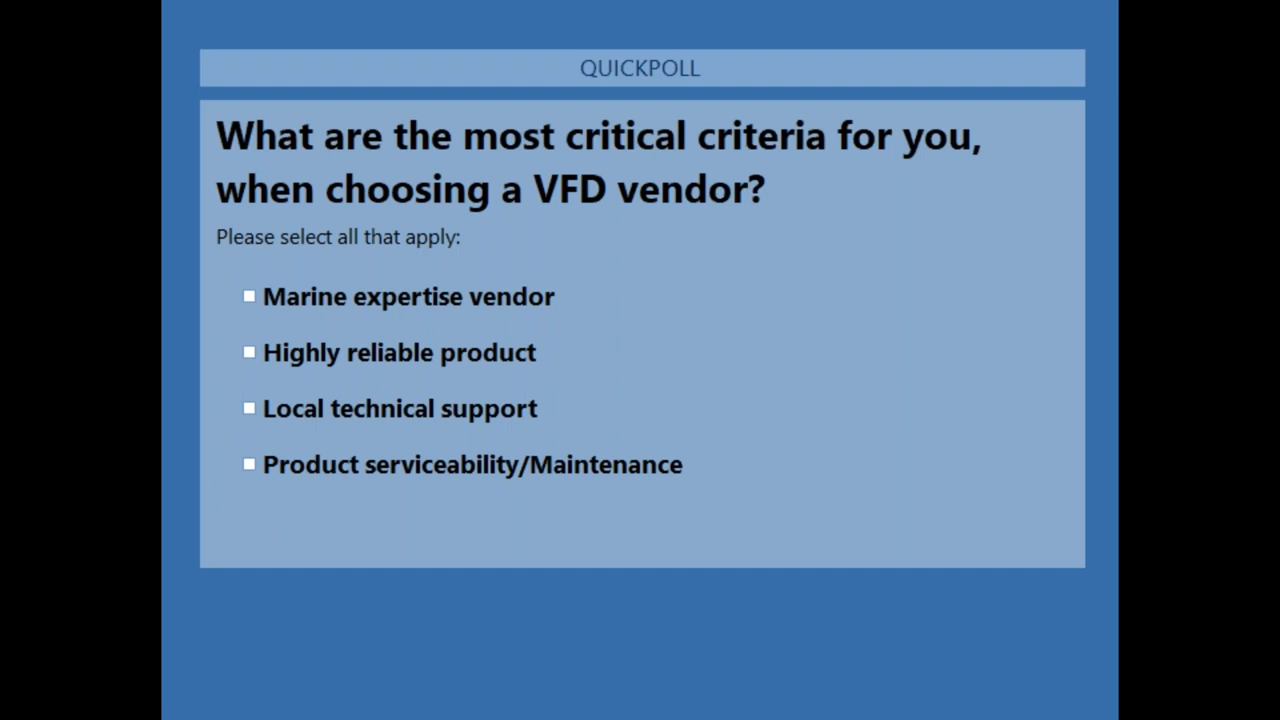 QUICKPOLL
What are the most critical criteria for you,
when choosing a VFD vendor?
Please select all that apply:
Marine expertise vendor
Highly reliable product
Local technical support
Product serviceability/Maintenance